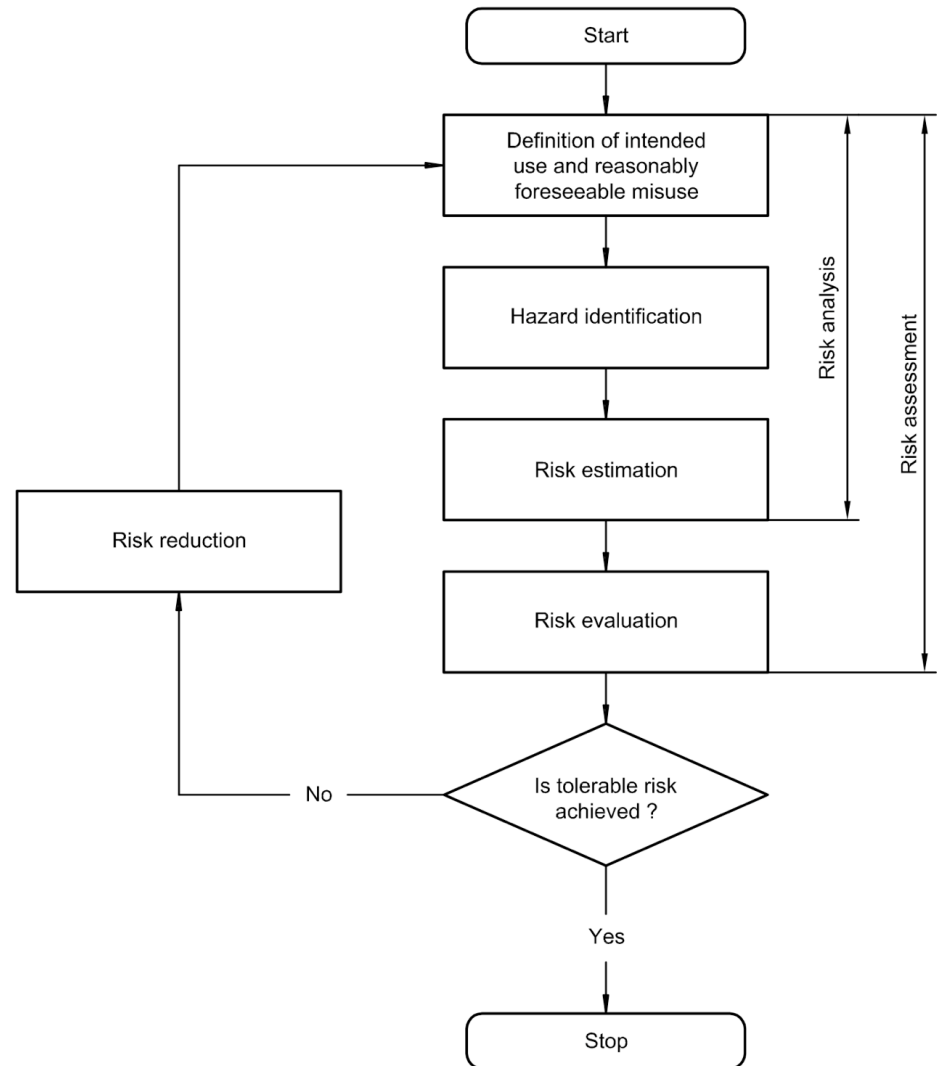 Start
Definition of intended
use and reasonably
foreseeable misuse
Hazard identification
Risk estimation
Risk evaluation
Risk reduction
Is tolerable risk
achieved ?
No
Yes
Stop
Risk analysis
Risk assessment